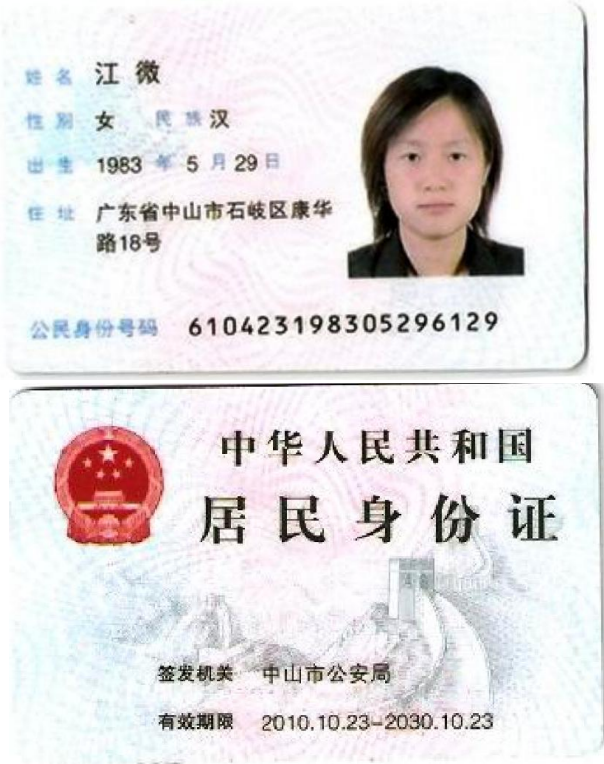 姓名 江微
性别 女 民族 汉
出生 1983 年 5 月 29 日
住址 广东省中山市石岐区康华
路18号
公民身份号码 610423198305296129
中华人民共和国
居民身份证
签发机关 中山市公安局
有效期限 2010.10.23-2030.10.23